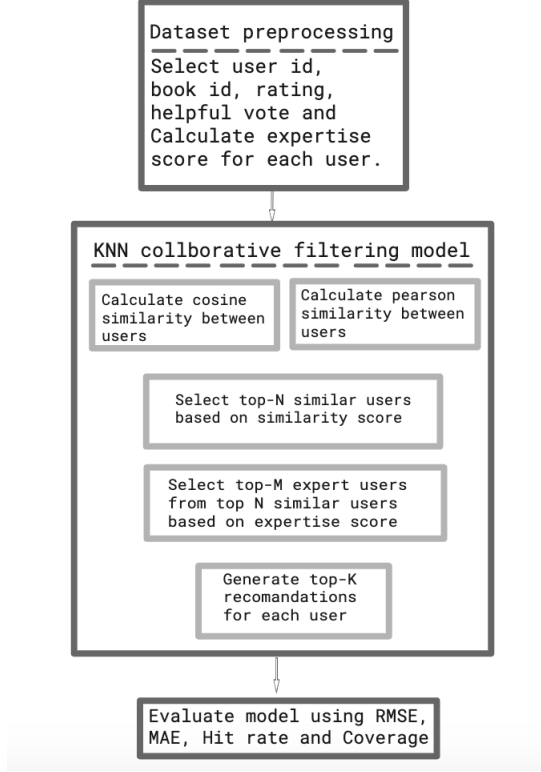 Dataset preprocessing
Select user id,
book id, rating,
helpful vote and
Calculate expertise
score for each user.
KNN collborative filtering model
Calculate cosine
similarity between
users
Calculate pearson
similarity between
users
Select top-N similar users
based on similarity score
Select top-M expert users
from top N similar users
based on expertise score
Generate top-K
recomandations
for each user
Evaluate model using RMSE,
MAE, Hit rate and Coverage